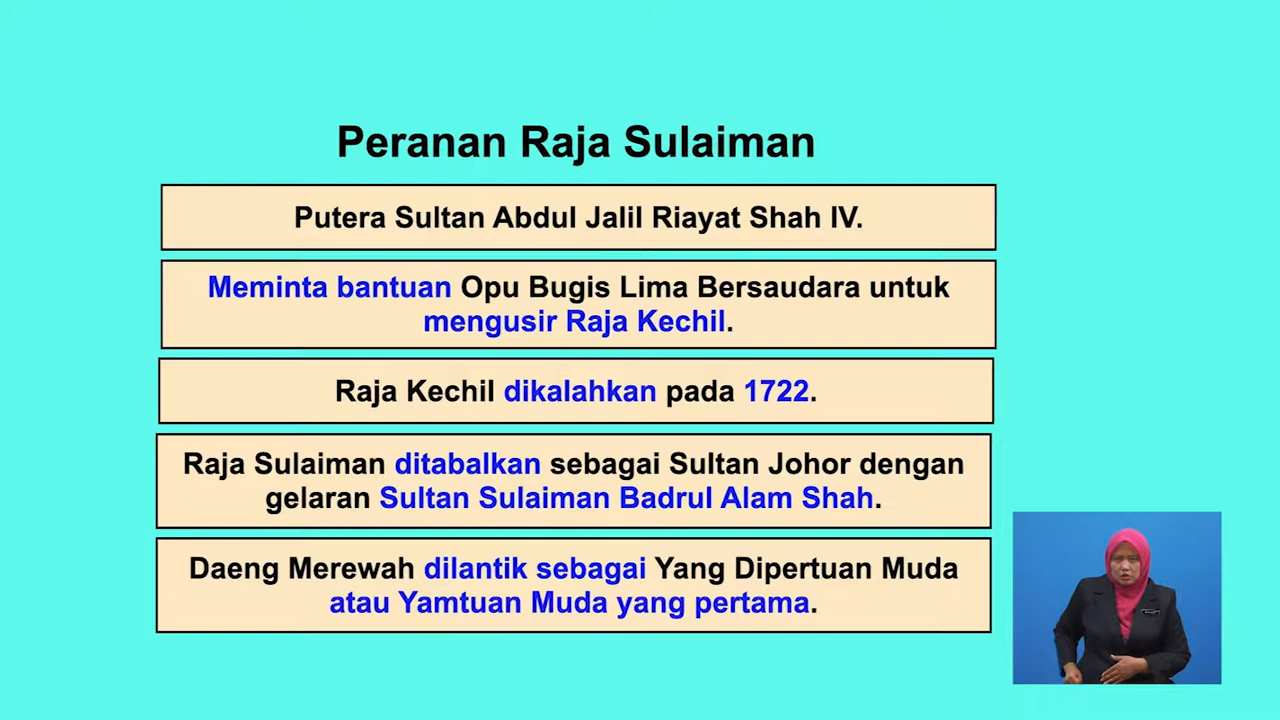 Peranan Raja Sulaiman
Putera Sultan Abdul Jalil Riayat Shah IV.
Meminta bantuan Opu Bugis Lima Bersaudara untuk
mengusir Raja Kechil.
Raja Kechil dikalahkan pada 1722.
Raja Sulaiman ditabalkan sebagai Sultan Johor dengan
gelaran Sultan Sulaiman Badrul Alam Shah.
Daeng Merewah dilantik sebagai Yang Dipertuan Muda
atau Yamtuan Muda yang pertama.